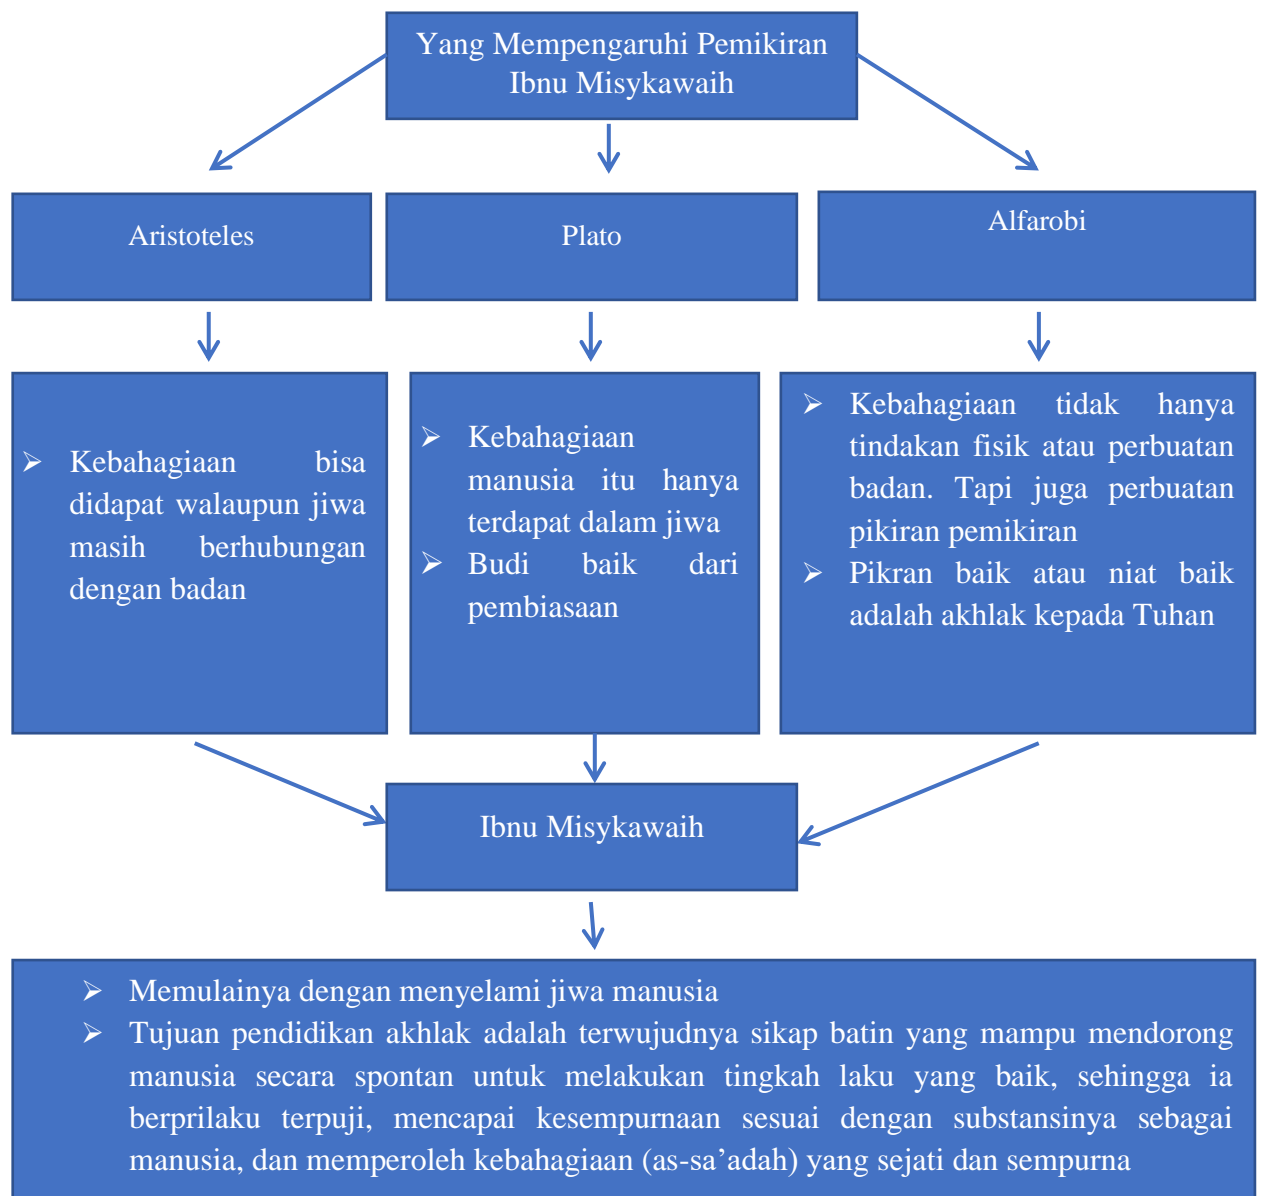 Yang Mempengaruhi Pemikiran
Ibnu Misykawaih
Aristoteles
Plato
Alfarobi
➢ Kebahagiaan bisa
didapat walaupun jiwa
masih berhubungan
dengan badan
➢ Kebahagiaan
manusia itu hanya
terdapat dalam jiwa
➢ Budi baik dari
pembiasaan
➢ Kebahagiaan tidak hanya
tindakan fisik atau perbuatan
badan. Tapi juga perbuatan
pikiran pemikiran
➢ Pikran baik atau niat baik
adalah akhlak kepada Tuhan
Ibnu Misykawaih
➢ Memulainya dengan menyelami jiwa manusia
➢ Tujuan pendidikan akhlak adalah terwujudnya sikap batin yang mampu mendorong
manusia secara spontan untuk melakukan tingkah laku yang baik, sehingga ia
berprilaku terpuji, mencapai kesempurnaan sesuai dengan substansinya sebagai
manusia, dan memperoleh kebahagiaan (as-sa’adah) yang sejati dan sempurna